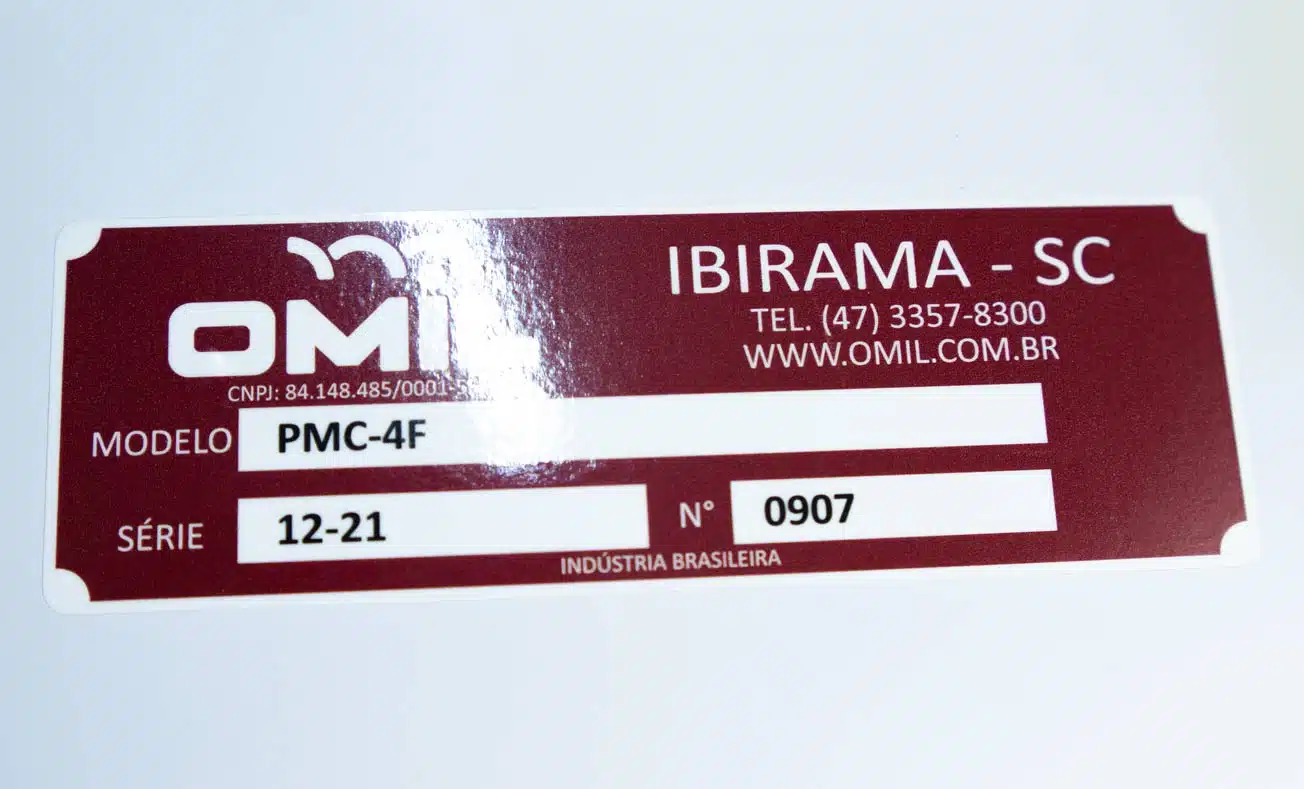 OMIL
IBIRAMA - SC
TEL. (47) 3357-8300
WWW.OMIL.COM.BR
CNPJ:
MODELO PMC-4F
SÉRIE 12-21 N° 0907
INDÚSTRIA BRASILEIRA